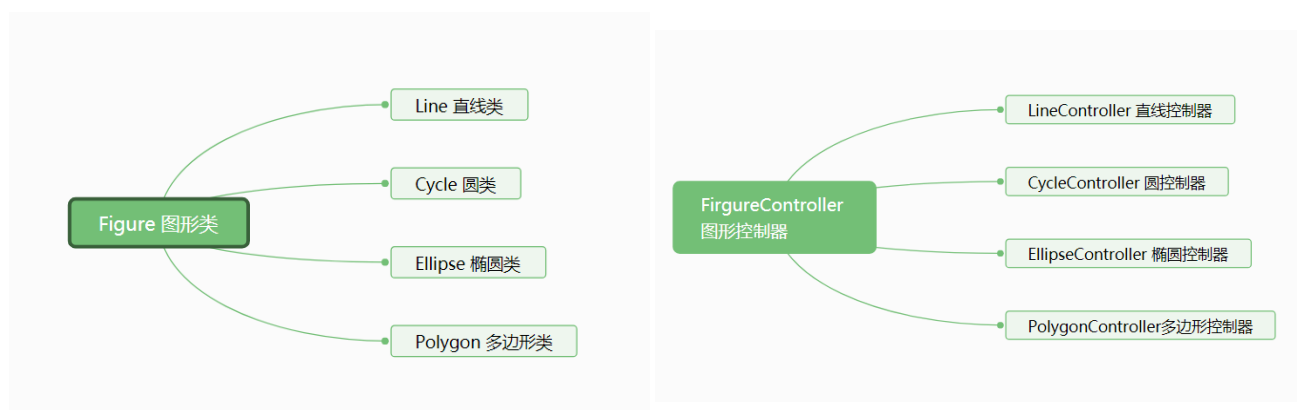 Figure 图形类
Line 直线类
Cycle 圆类
Ellipse 椭圆类
Polygon 多边形类
FirgureController
图形控制器
LineController 直线控制器
CycleController 圆控制器
EllipseController 椭圆控制器
PolygonController多边形控制器